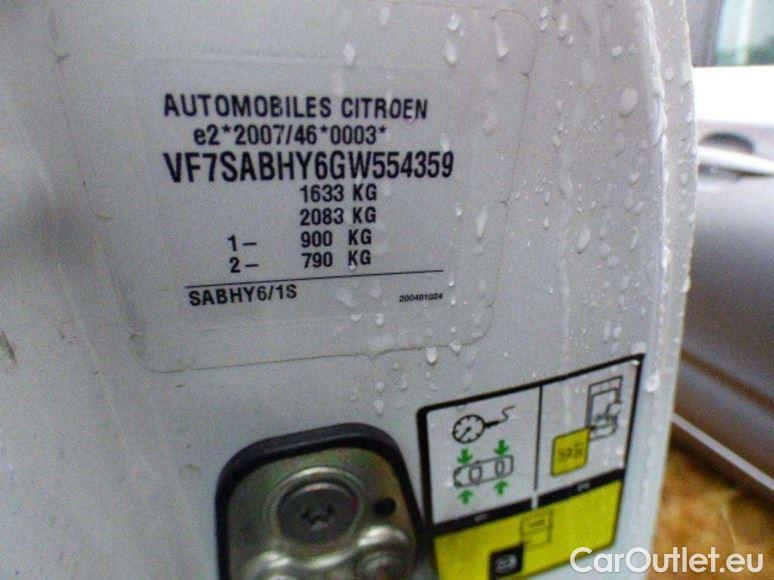 AUTOMOBILES CITROEN
e2*2007/46*0003*
VF7SABHY6GW554359
1633 KG
2083 KG
1- 900 KG
2- 790 KG
SABHY6/1S 200491024
CarOutlet.eu